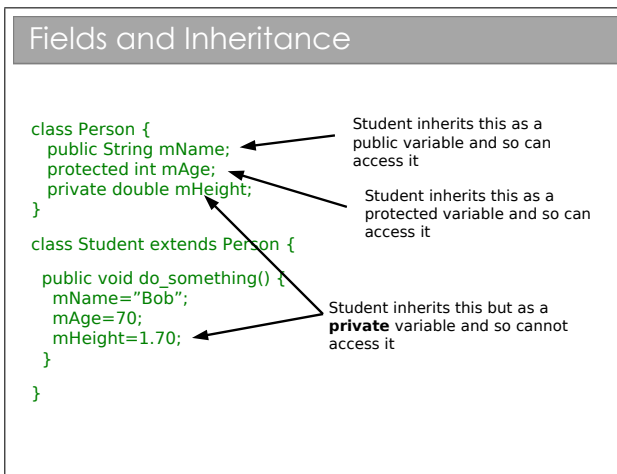 Fields and Inheritance
class Person {
public String mName;
protected int mAge;
private double mHeight;
}
class Student extends Person {
public void do_something() {
mName=”Bob”;
mAge=70;
mHeight=1.70;
}
}
Student inherits this as a
public variable and so can
access it
Student inherits this as a
protected variable and so can
access it
Student inherits this but as a
private variable and so cannot
access it